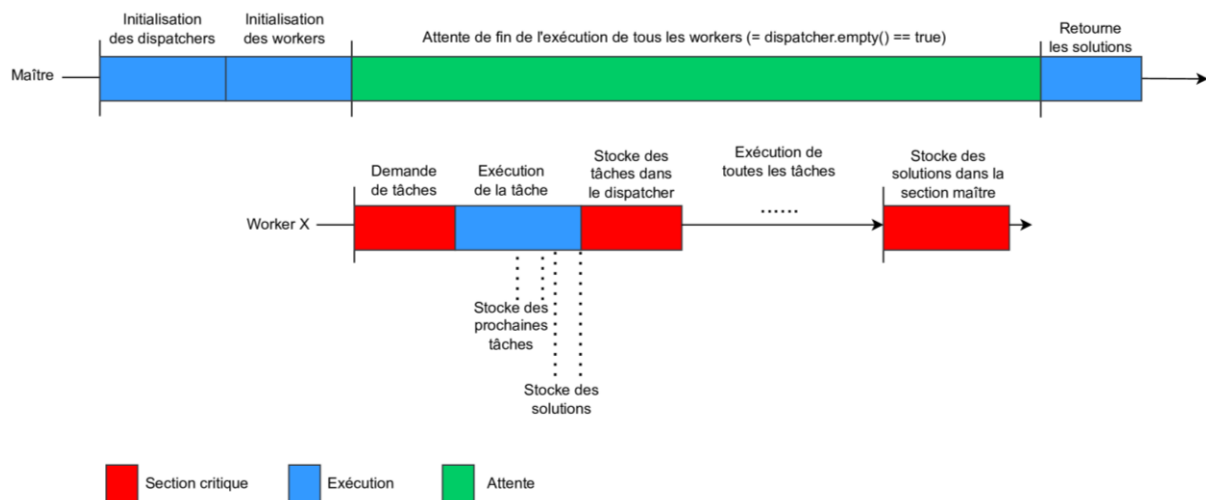 Initialisation
des dispatchers
Initialisation
des workers
Attente de fin de l'exécution de tous les workers (= dispatcher.empty() == true)
Retourne
les solutions
Maître
Demande
de tâches
Exécution
de la tâche
Stocke des
tâches dans
le dispatcher
Exécution de
toutes les tâches
......
Stocke des
solutions dans la
section maître
Worker X
Stocke des
prochaines
tâches
Stocke des
solutions
Section critique
Exécution
Attente